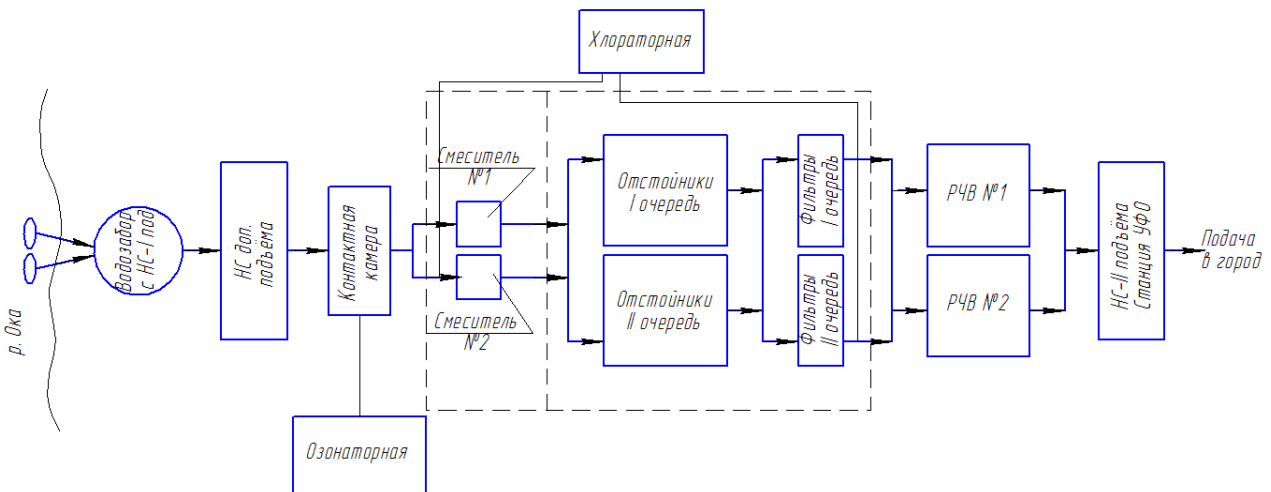 Хлораторная
Смеситель
№1
Отстойники
I очередь
Фильтры
I очередь
РЧВ №1
НС доп.
подъёма
Контактная
камера
Водозабор
с НС-I под
НС-II подъёма
Станция УФО
Подача
в город
р. Ока
Смеситель
№2
Отстойники
II очередь
Фильтры
II очередь
РЧВ №2
Озонаторная